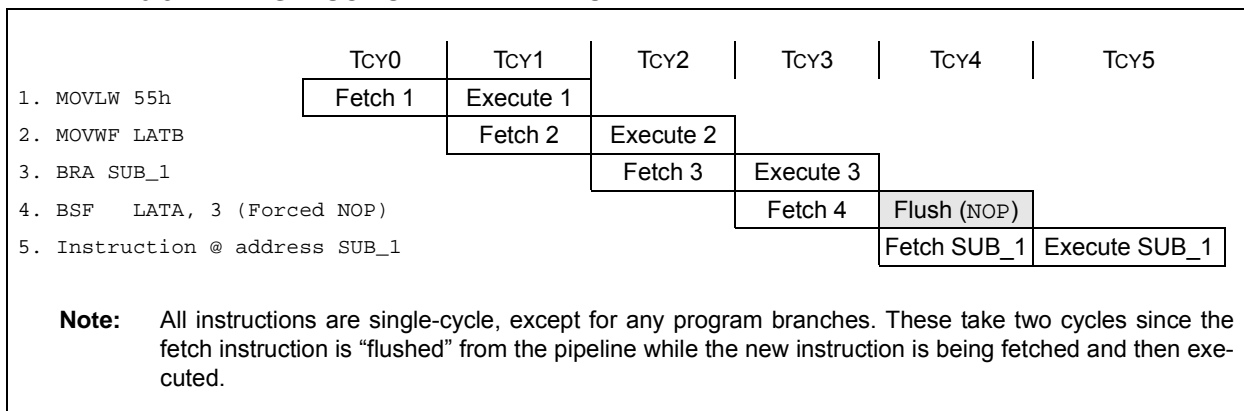 TCY0 TCY1 TCY2 TCY3 TCY4 TCY5
1. MOVLW 55h Fetch 1 Execute 1
2. MOVWF LATB Fetch 2 Execute 2
3. BRA SUB_1 Fetch 3 Execute 3
4. BSF LATA, 3 (Forced NOP) Fetch 4 Flush (NOP)
5. Instruction @ address SUB_1 Fetch SUB_1 Execute SUB_1
Note: All instructions are single-cycle, except for any program branches. These take two cycles since the
fetch instruction is “flushed” from the pipeline while the new instruction is being fetched and then exe-
cuted.